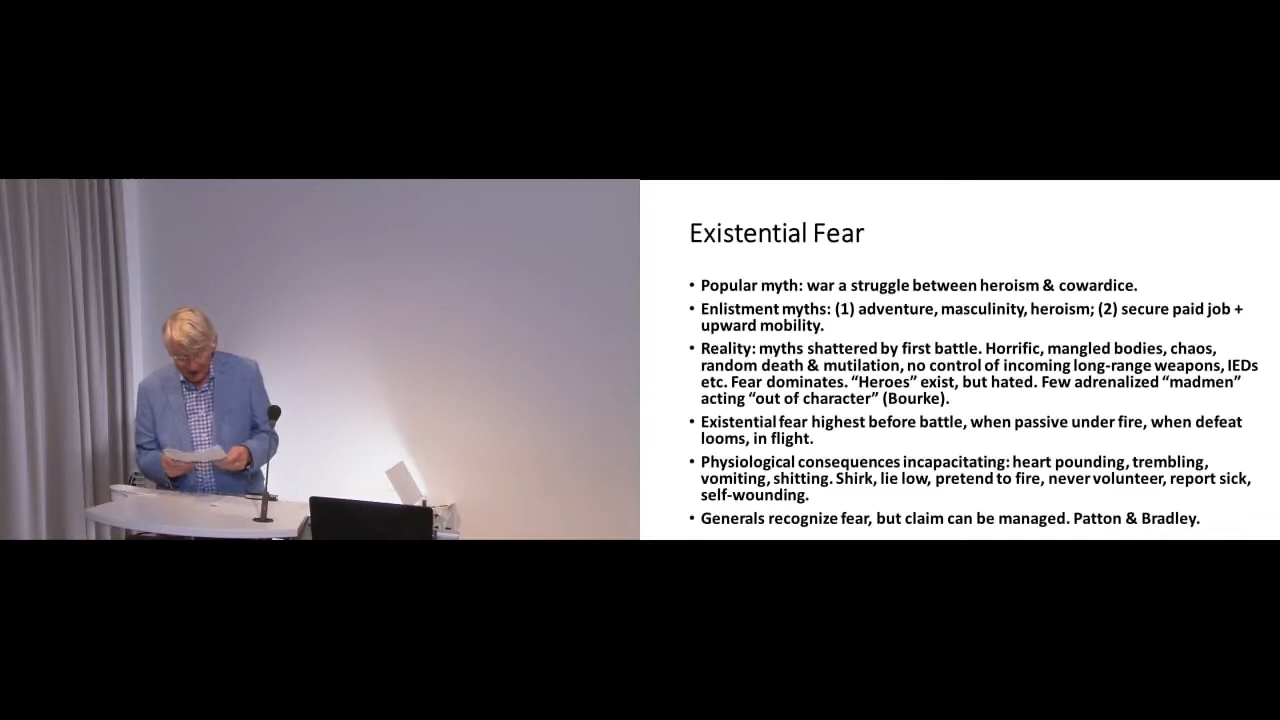 Existential Fear
• Popular myth: war a struggle between heroism & cowardice.
• Enlistment myths: (1) adventure, masculinity, heroism; (2) secure paid job +
upward mobility.
• Reality: myths shattered by first battle. Horrific, mangled bodies, chaos,
random death & mutilation, no control of incoming long-range weapons, IEDs
etc. Fear dominates. “Heroes” exist, but hated. Few adrenalized “madmen”
acting “out of character” (Bourke).
• Existential fear highest before battle, when passive under fire, when defeat
looms, in flight.
• Physiological consequences incapacitating: heart pounding, trembling,
vomiting, shitting. Shirk, lie low, pretend to fire, never volunteer, report sick,
self-wounding.
• Generals recognize fear, but claim can be managed. Patton & Bradley.